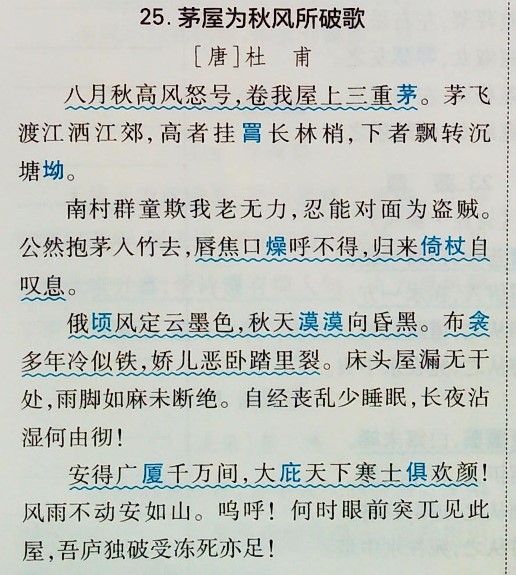 25. 茅屋为秋风所破歌
［唐］杜　甫
八月秋高风怒号，卷我屋上三重茅。茅飞
渡江洒江郊，高者挂罥长林梢，下者飘转沉
塘坳。
南村群童欺我老无力，忍能对面为盗贼。
公然抱茅入竹去，唇焦口燥呼不得，归来倚杖自
叹息。
俄顷风定云墨色，秋天漠漠向昏黑。布衾
多年冷似铁，娇儿恶卧踏里裂。床头屋漏无干
处，雨脚如麻未断绝。自经丧乱少睡眠，长夜沾
湿何由彻！
安得广厦千万间，大庇天下寒士俱欢颜！
风雨不动安如山。呜呼！何时眼前突兀见此
屋，吾庐独破受冻死亦足！